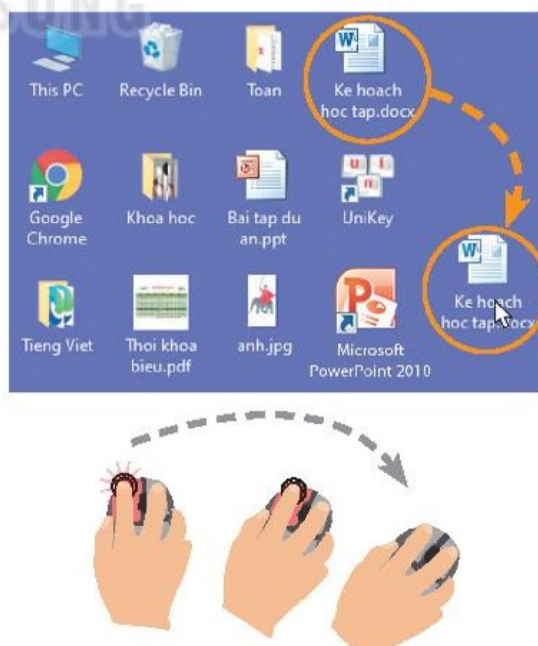 SUNG
This PC
Recycle Bin
Toan
Ke hoach
hoc tap.docx
Google
Chrome
Khoa hoc
Bai tap du
an.ppt
UniKey
Ke hoach
hoc tap.docx
Tieng Viet
Thoi khoa
bieu.pdf
anh.jpg
Microsoft
PowerPoint 2010